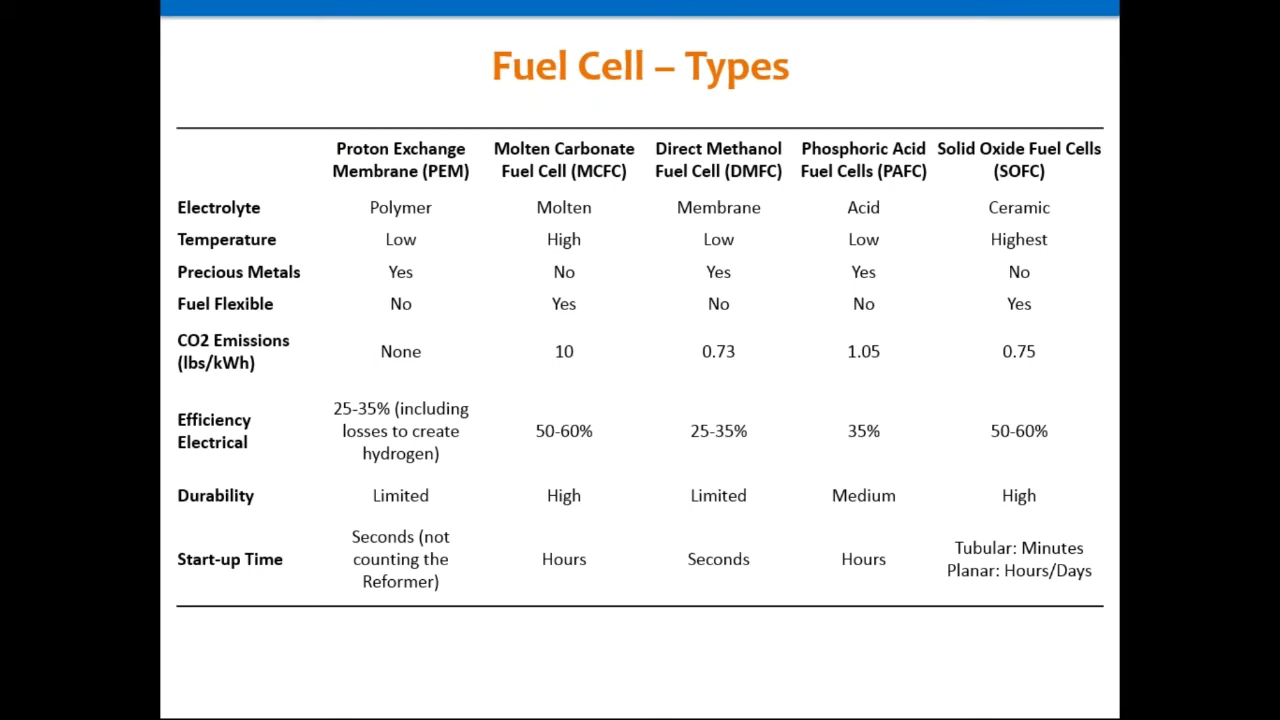 Fuel Cell – Types
Proton Exchange Membrane (PEM) Molten Carbonate Fuel Cell (MCFC) Direct Methanol Fuel Cell (DMFC) Phosphoric Acid Fuel Cells (PAFC) Solid Oxide Fuel Cells (SOFC)
Electrolyte Polymer Molten Membrane Acid Ceramic
Temperature Low High Low Low Highest
Precious Metals Yes No Yes Yes No
Fuel Flexible No Yes No No Yes
CO2 Emissions (lbs/kWh) None 10 0.73 1.05 0.75
Efficiency Electrical 25-35% (including losses to create hydrogen) 50-60% 25-35% 35% 50-60%
Durability Limited High Limited Medium High
Start-up Time Seconds (not counting the Reformer) Hours Seconds Hours Tubular: Minutes Planar: Hours/Days